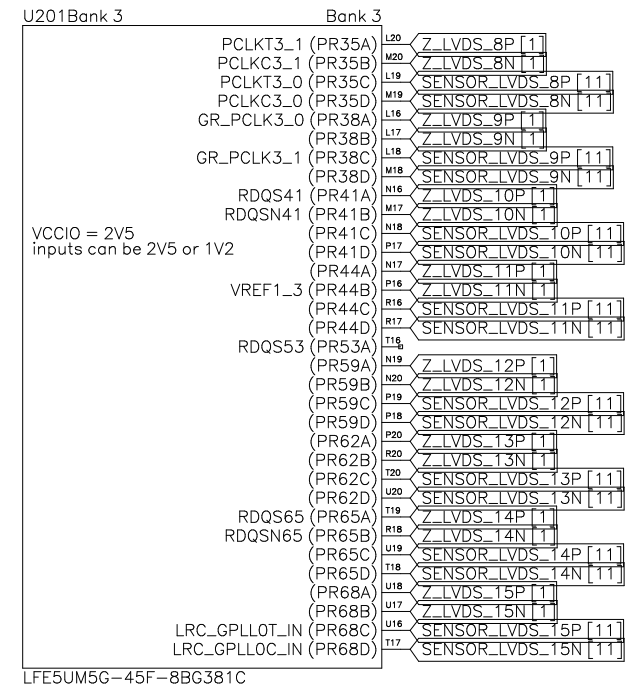 U201Bank 3 Bank 3
PCLKT3_1 (PR35A) L20 Z_LVDS_8P [1]
PCLKC3_1 (PR35B) M20 Z_LVDS_8N [1]
PCLKT3_0 (PR35C) L19 SENSOR_LVDS_8P [11]
PCLKC3_0 (PR35D) M19 SENSOR_LVDS_8N [11]
GR_PCLK3_0 (PR38A) L16 Z_LVDS_9P [1]
(PR38B) L17 Z_LVDS_9N [1]
GR_PCLK3_1 (PR38C) L18 SENSOR_LVDS_9P [11]
(PR38D) M18 SENSOR_LVDS_9N [11]
RDQS41 (PR41A) N16 Z_LVDS_10P [1]
RDQSN41 (PR41B) M17 Z_LVDS_10N [1]
VCCIO = 2V5 (PR41C) N18 SENSOR_LVDS_10P [11]
inputs can be 2V5 or 1V2 (PR41D) P17 SENSOR_LVDS_10N [11]
(PR44A) N17 Z_LVDS_11P [1]
VREF1_3 (PR44B) P16 Z_LVDS_11N [1]
(PR44C) R16 SENSOR_LVDS_11P [11]
(PR44D) R17 SENSOR_LVDS_11N [11]
RDQS53 (PR53A) T16
(PR59A) N19 Z_LVDS_12P [1]
(PR59B) N20 Z_LVDS_12N [1]
(PR59C) P19 SENSOR_LVDS_12P [11]
(PR59D) P18 SENSOR_LVDS_12N [11]
(PR62A) P20 Z_LVDS_13P [1]
(PR62B) R20 Z_LVDS_13N [1]
(PR62C) T20 SENSOR_LVDS_13P [11]
(PR62D) U20 SENSOR_LVDS_13N [11]
RDQS65 (PR65A) T19 Z_LVDS_14P [1]
RDQSN65 (PR65B) R18 Z_LVDS_14N [1]
(PR65C) U19 SENSOR_LVDS_14P [11]
(PR65D) T18 SENSOR_LVDS_14N [11]
(PR68A) U18 Z_LVDS_15P [1]
(PR68B) U17 Z_LVDS_15N [1]
LRC_GPLL0T_IN (PR68C) U16 SENSOR_LVDS_15P [11]
LRC_GPLL0C_IN (PR68D) T17 SENSOR_LVDS_15N [11]
LFE5UM5G-45F-8BG381C